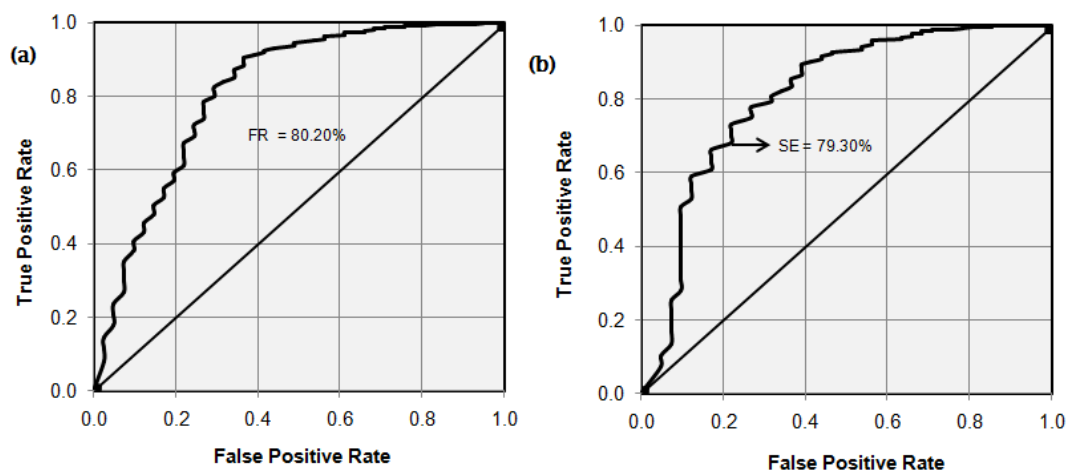 (a)
True Positive Rate
1.0
0.8
0.6
0.4
0.2
0.0
FR = 80.20%
0.0 0.2 0.4 0.6 0.8 1.0
False Positive Rate
(b)
True Positive Rate
1.0
0.8
0.6
0.4
0.2
0.0
SE = 79.30%
0.0 0.2 0.4 0.6 0.8 1.0
False Positive Rate